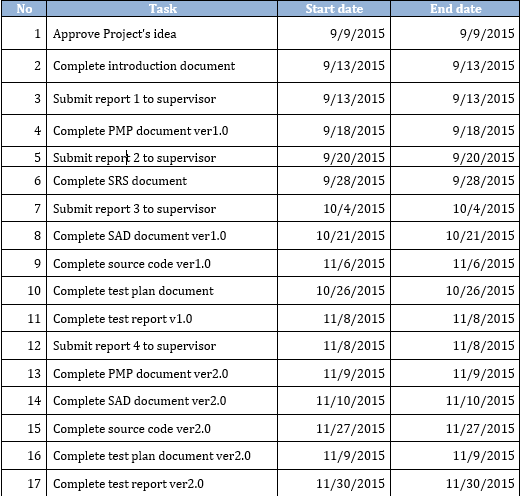 No Task Start date End date
1 Approve Project's idea 9/9/2015 9/9/2015
2 Complete introduction document 9/13/2015 9/13/2015
3 Submit report 1 to supervisor 9/13/2015 9/13/2015
4 Complete PMP document ver1.0 9/18/2015 9/18/2015
5 Submit report 2 to supervisor 9/20/2015 9/20/2015
6 Complete SRS document 9/28/2015 9/28/2015
7 Submit report 3 to supervisor 10/4/2015 10/4/2015
8 Complete SAD document ver1.0 10/21/2015 10/21/2015
9 Complete source code ver1.0 11/6/2015 11/6/2015
10 Complete test plan document 10/26/2015 10/26/2015
11 Complete test report v1.0 11/8/2015 11/8/2015
12 Submit report 4 to supervisor 11/8/2015 11/8/2015
13 Complete PMP document ver2.0 11/9/2015 11/9/2015
14 Complete SAD document ver2.0 11/10/2015 11/10/2015
15 Complete source code ver2.0 11/27/2015 11/27/2015
16 Complete test plan document ver2.0 11/9/2015 11/9/2015
17 Complete test report ver2.0 11/30/2015 11/30/2015